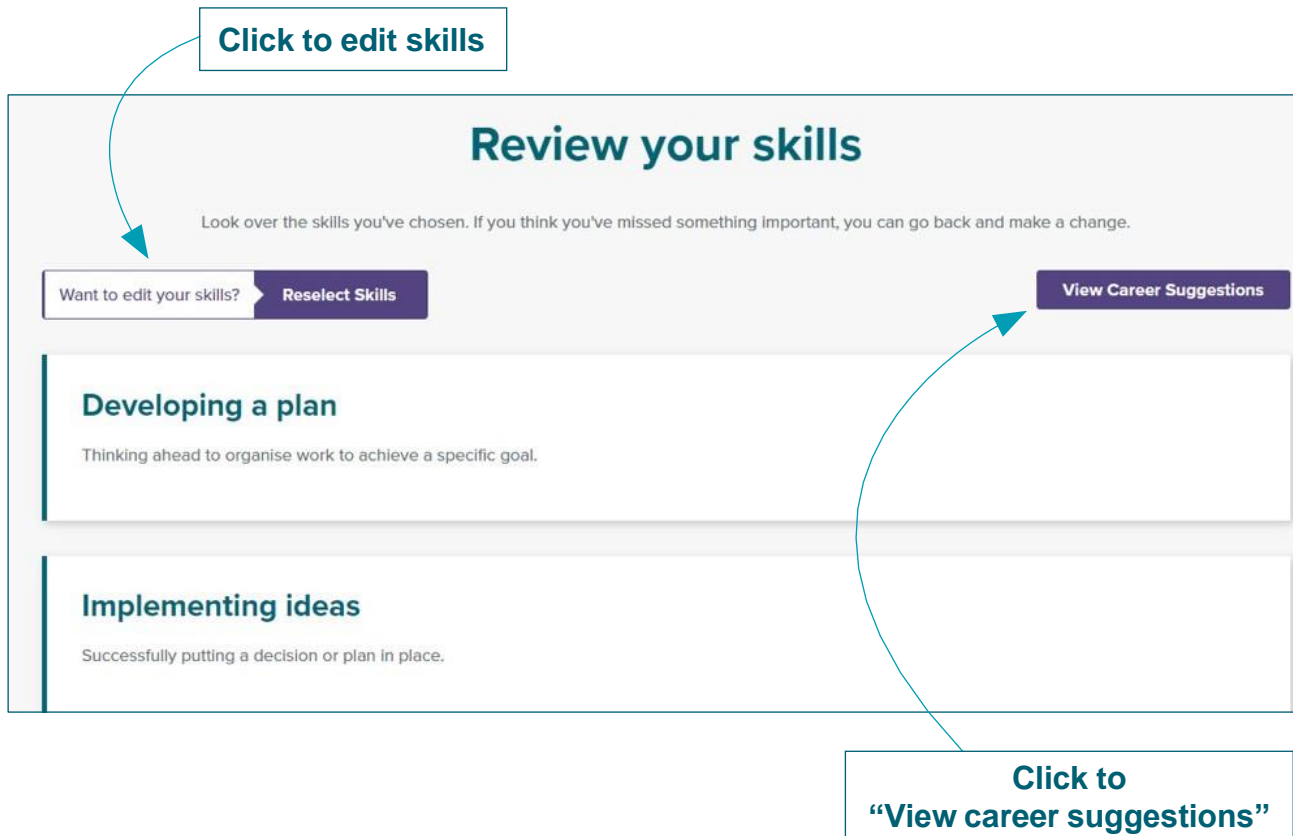 Click to edit skills
Review your skills
Look over the skills you've chosen. If you think you've missed something important, you can go back and make a change.
Want to edit your skills? Reselect Skills
View Career Suggestions
Developing a plan
Thinking ahead to organise work to achieve a specific goal.
Implementing ideas
Successfully putting a decision or plan in place.
Click to
“View career suggestions”